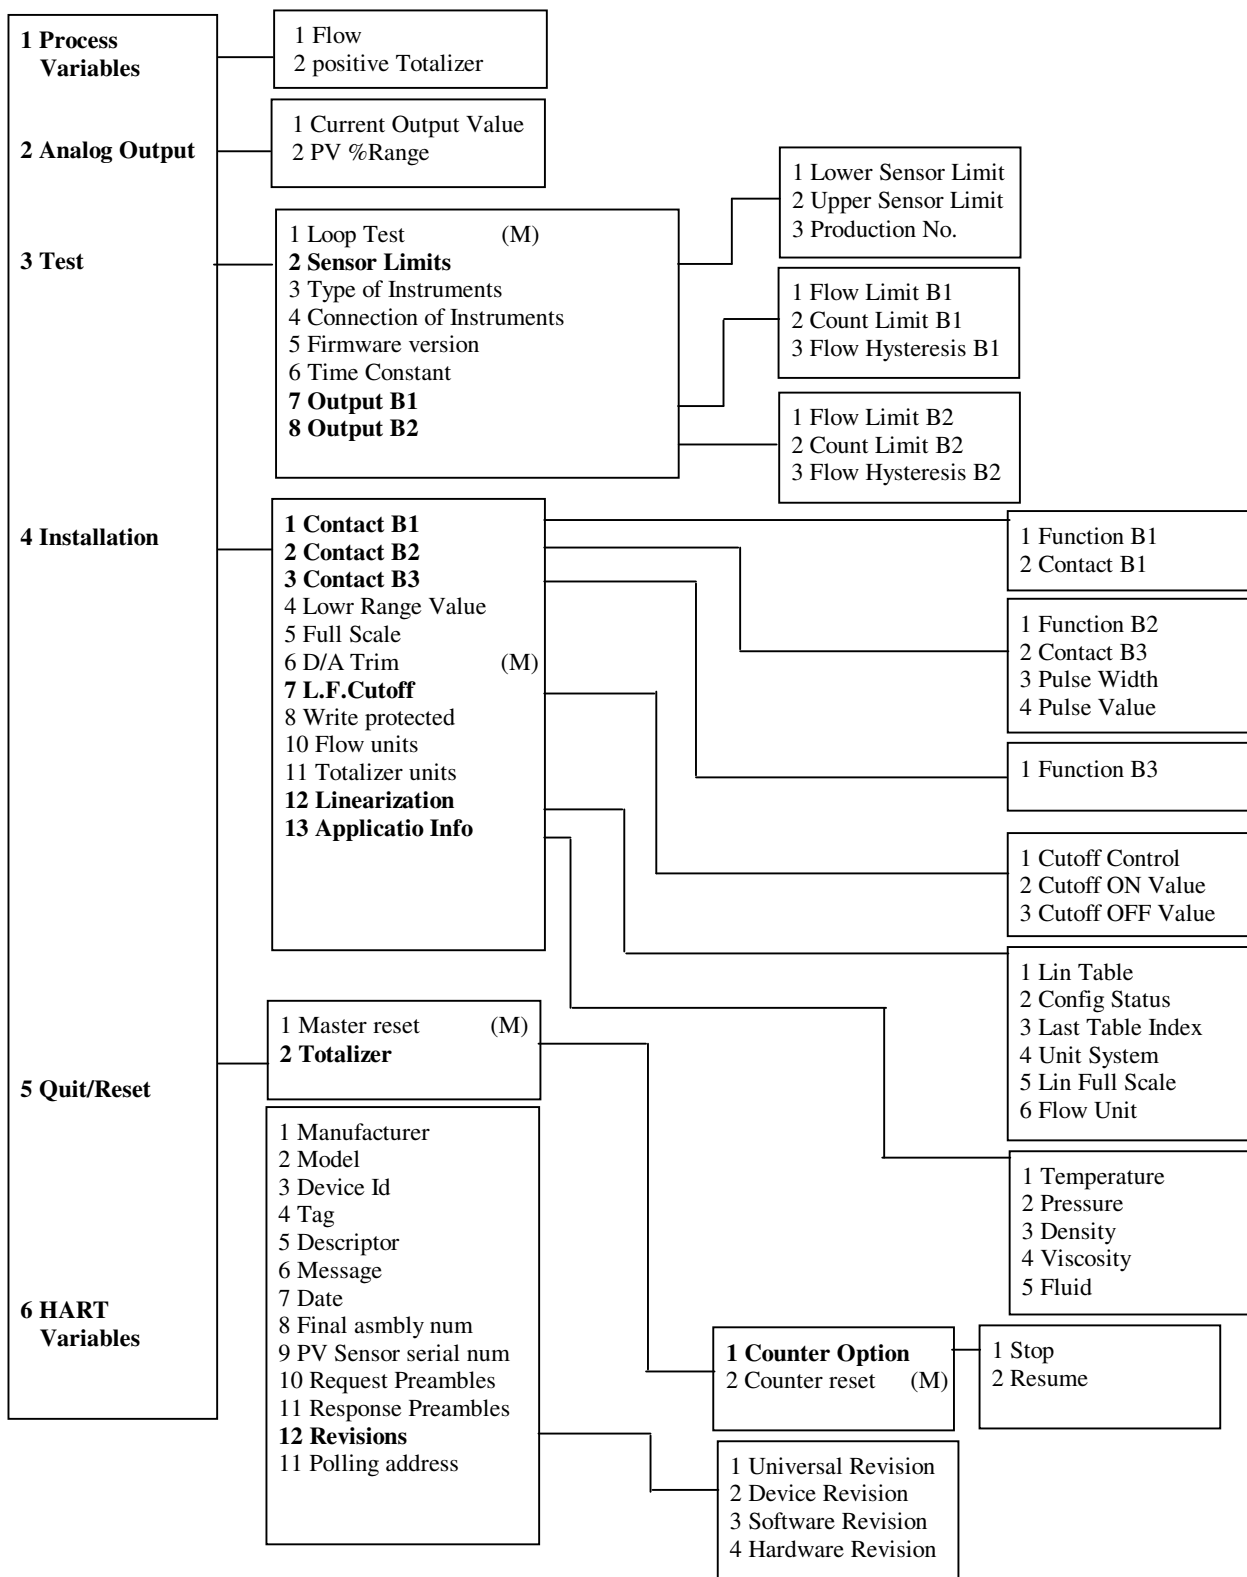 1 Process
Variables
2 Analog Output
3 Test
4 Installation
5 Quit/Reset
6 HART
Variables
1 Flow
2 positive Totalizer
1 Current Output Value
2 PV %Range
1 Loop Test (M)
2 Sensor Limits
3 Type of Instruments
4 Connection of Instruments
5 Firmware version
6 Time Constant
7 Output B1
8 Output B2
1 Lower Sensor Limit
2 Upper Sensor Limit
3 Production No.
1 Flow Limit B1
2 Count Limit B1
3 Flow Hysteresis B1
1 Flow Limit B2
2 Count Limit B2
3 Flow Hysteresis B2
1 Contact B1
2 Contact B2
3 Contact B3
4 Lowr Range Value
5 Full Scale
6 D/A Trim (M)
7 L.F.Cutoff
8 Write protected
10 Flow units
11 Totalizer units
12 Linearization
13 Applicatio Info
1 Function B1
2 Contact B1
1 Function B2
2 Contact B3
3 Pulse Width
4 Pulse Value
1 Function B3
1 Cutoff Control
2 Cutoff ON Value
3 Cutoff OFF Value
1 Lin Table
2 Config Status
3 Last Table Index
4 Unit System
5 Lin Full Scale
6 Flow Unit
1 Temperature
2 Pressure
3 Density
4 Viscosity
5 Fluid
1 Master reset (M)
2 Totalizer
1 Counter Option
2 Counter reset (M)
1 Stop
2 Resume
1 Manufacturer
2 Model
3 Device Id
4 Tag
5 Descriptor
6 Message
7 Date
8 Final asmbly num
9 PV Sensor serial num
10 Request Preambles
11 Response Preambles
12 Revisions
11 Polling address
1 Universal Revision
2 Device Revision
3 Software Revision
4 Hardware Revision